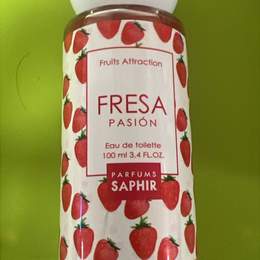 Fruits Attraction
FRESA
PASIÓN
Eau de toilette
100 ml 3.4 FL.OZ.
PARFUMS
SAPHIR